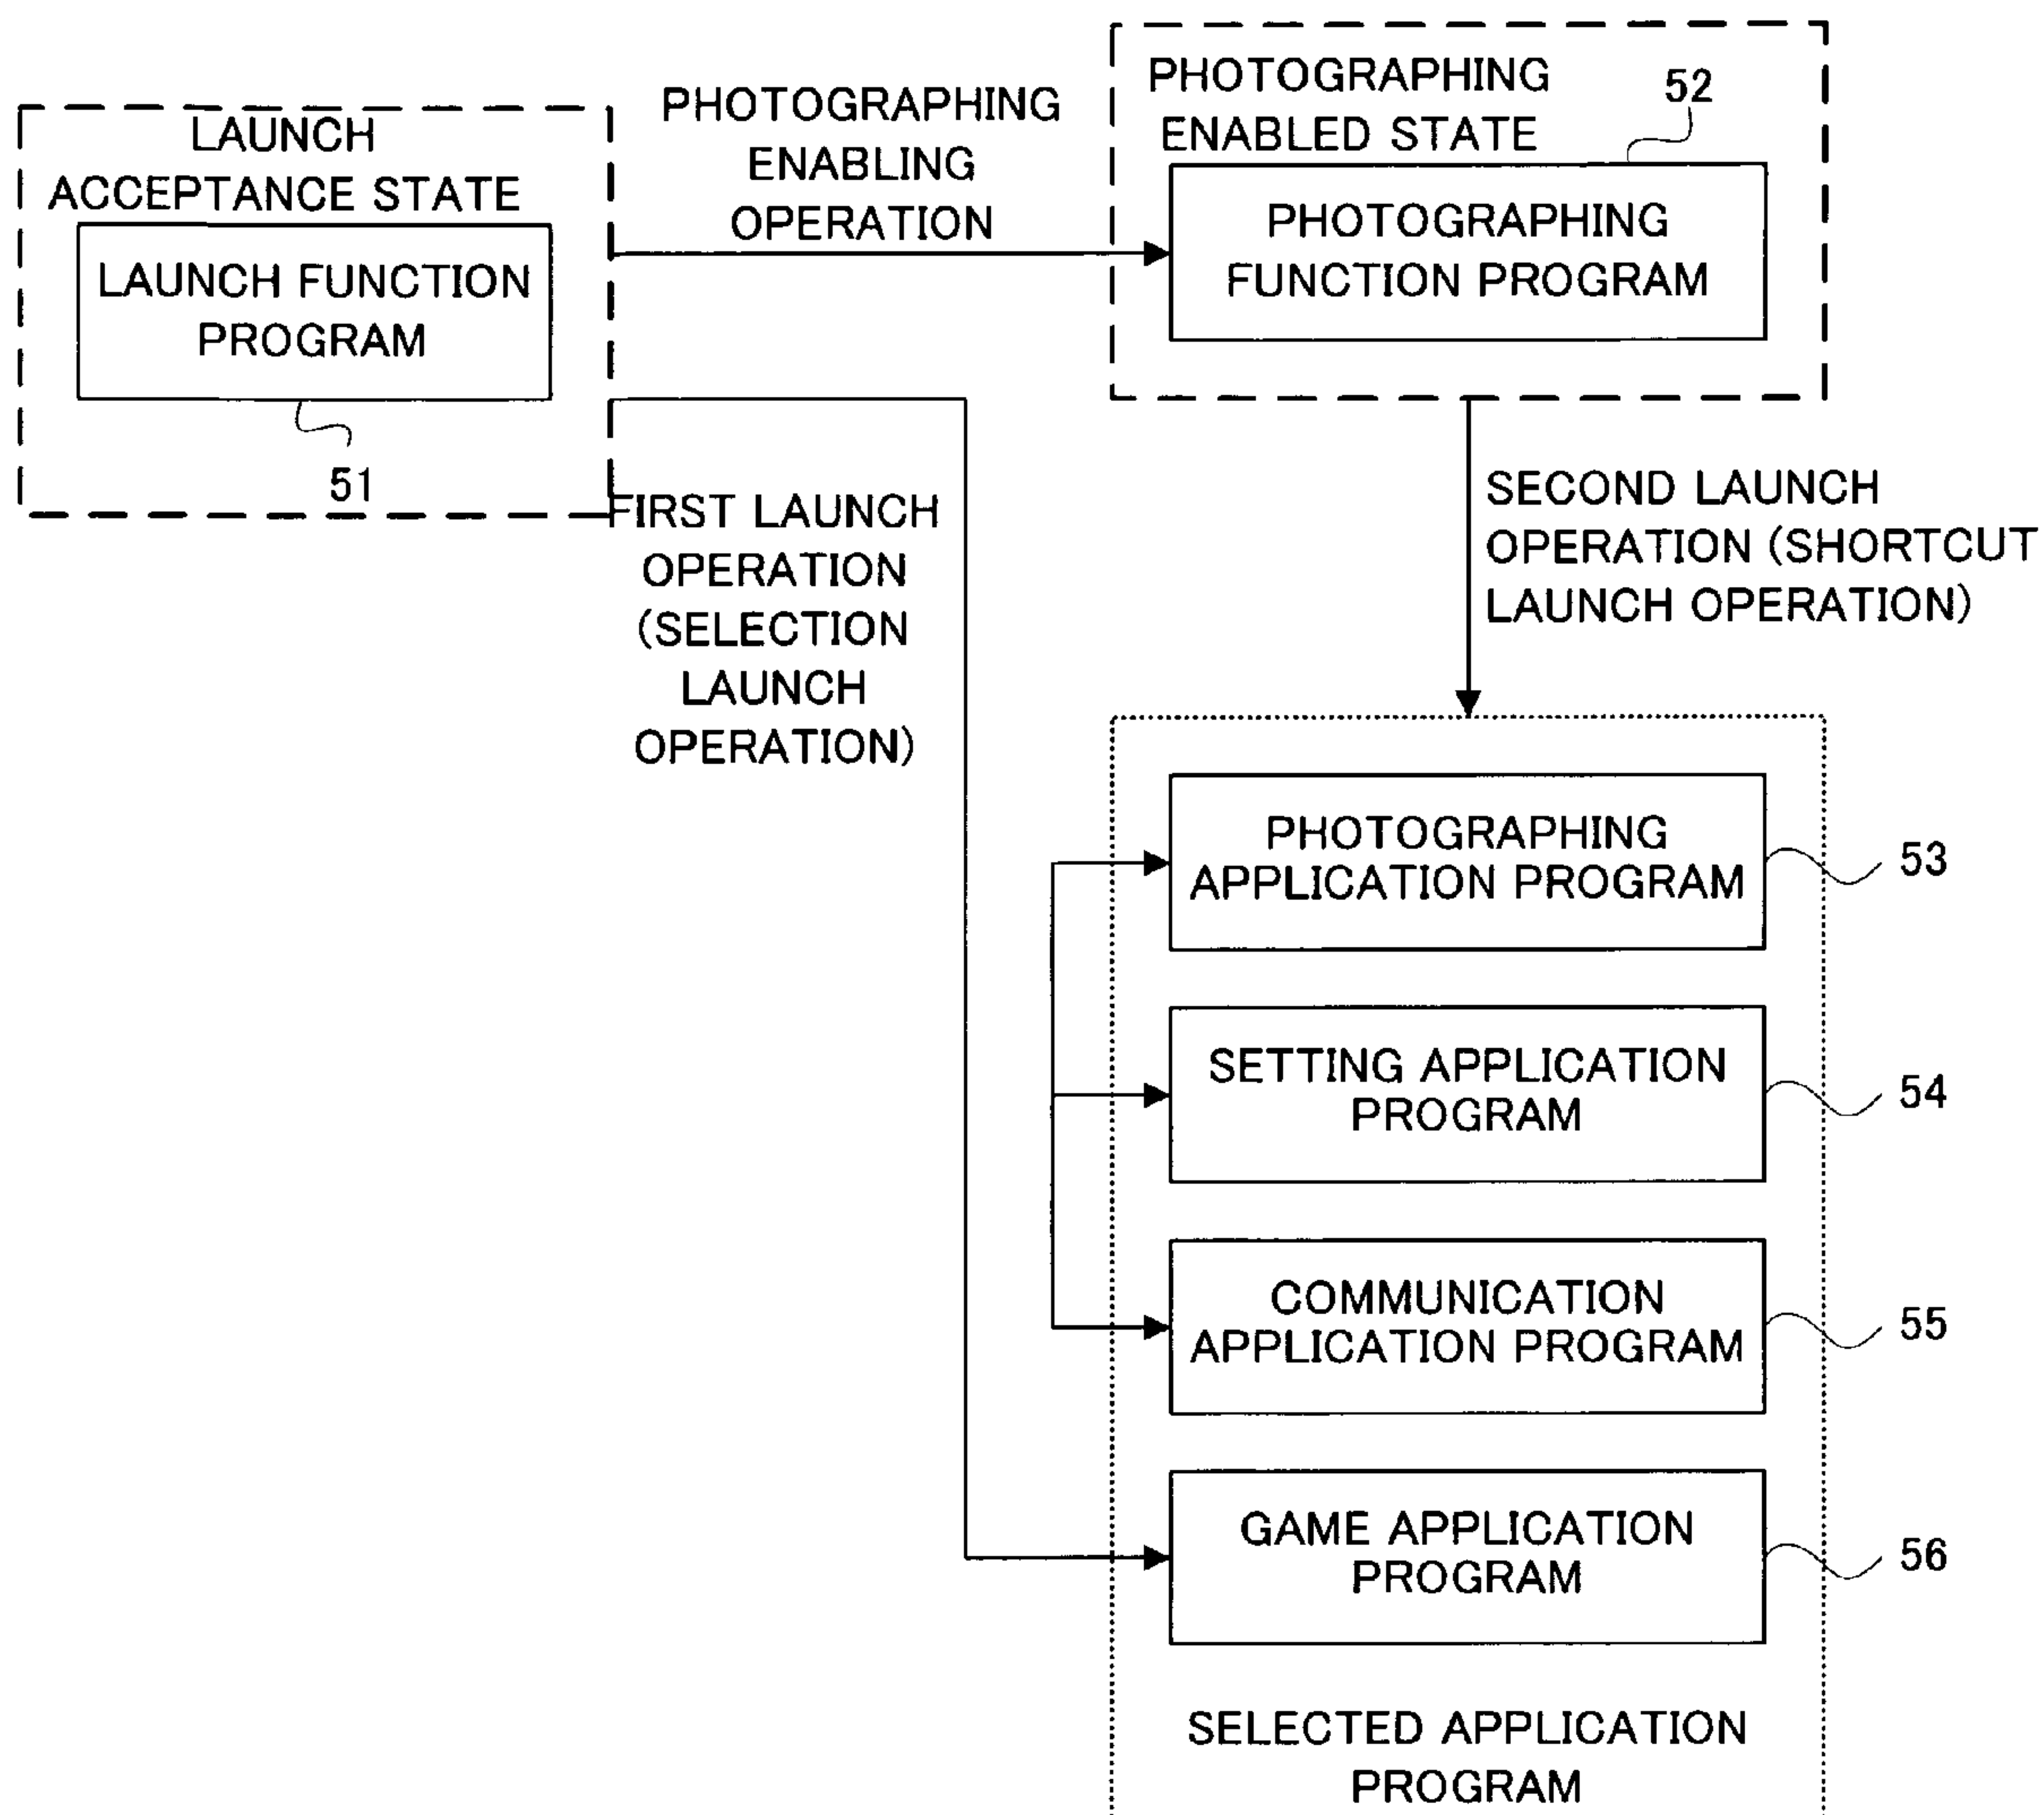 LAUNCH
ACCEPTANCE STATE
LAUNCH FUNCTION
PROGRAM
51
PHOTOGRAPHING
ENABLING
OPERATION
PHOTOGRAPHING
ENABLED STATE
52
PHOTOGRAPHING
FUNCTION PROGRAM
FIRST LAUNCH
OPERATION
(SELECTION
LAUNCH
OPERATION)
SECOND LAUNCH
OPERATION (SHORTCUT
LAUNCH OPERATION)
PHOTOGRAPHING
APPLICATION PROGRAM
53
SETTING APPLICATION
PROGRAM
54
COMMUNICATION
APPLICATION PROGRAM
55
GAME APPLICATION
PROGRAM
56
SELECTED APPLICATION
PROGRAM